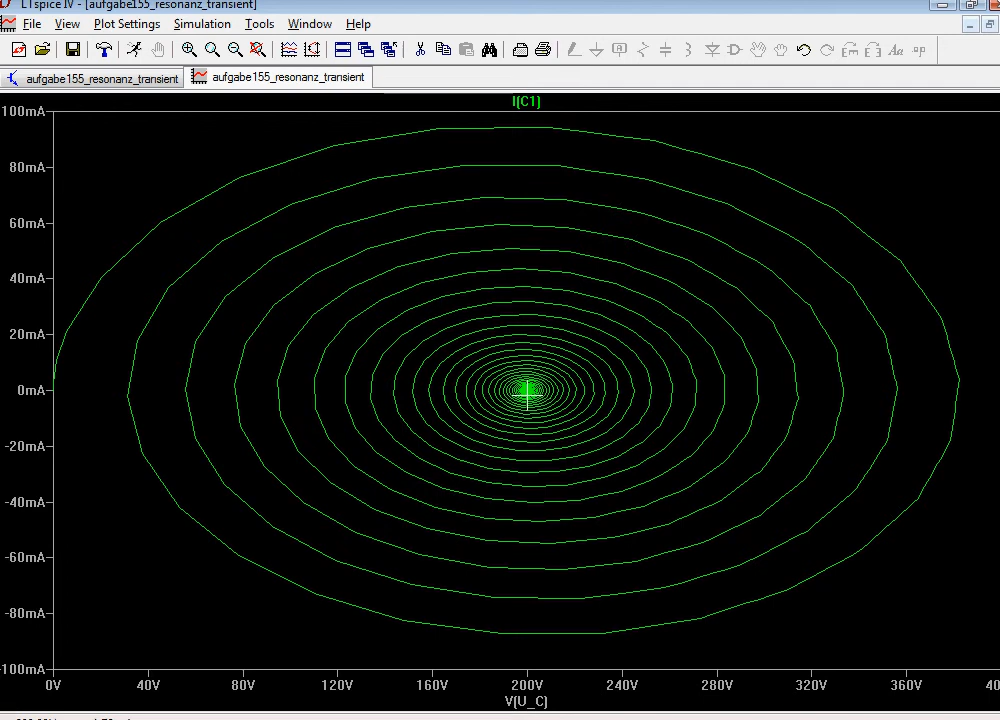 LTspice IV - [aufgabe155_resonanz_transient]
File View Plot Settings Simulation Tools Window Help
aufgabe155_resonanz_transient aufgabe155_resonanz_transient
I(C1)
100mA
80mA
60mA
40mA
20mA
0mA
-20mA
-40mA
-60mA
-80mA
-100mA
0V 40V 80V 120V 160V 200V 240V 280V 320V 360V
V(U_C)